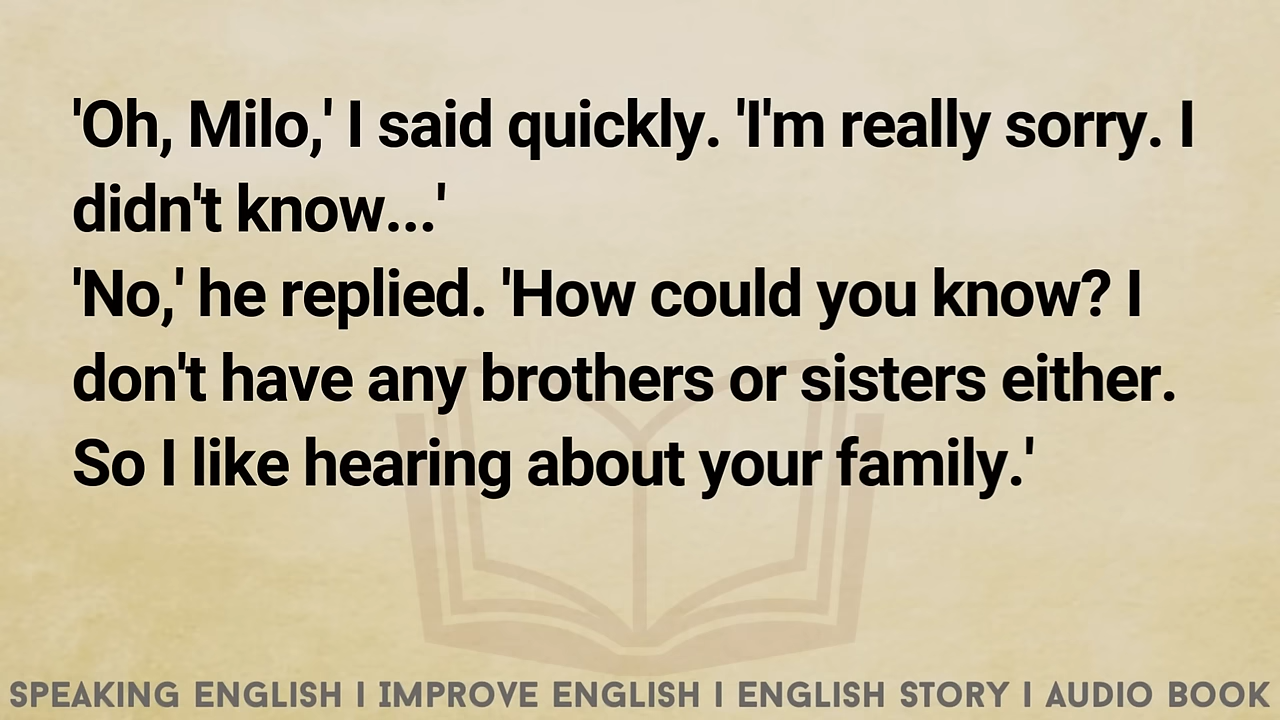 'Oh, Milo,' I said quickly. 'I'm really sorry. I
didn't know...'
'No,' he replied. 'How could you know? I
don't have any brothers or sisters either.
So I like hearing about your family.'
SPEAKING ENGLISH | IMPROVE ENGLISH | ENGLISH STORY | AUDIO BOOK